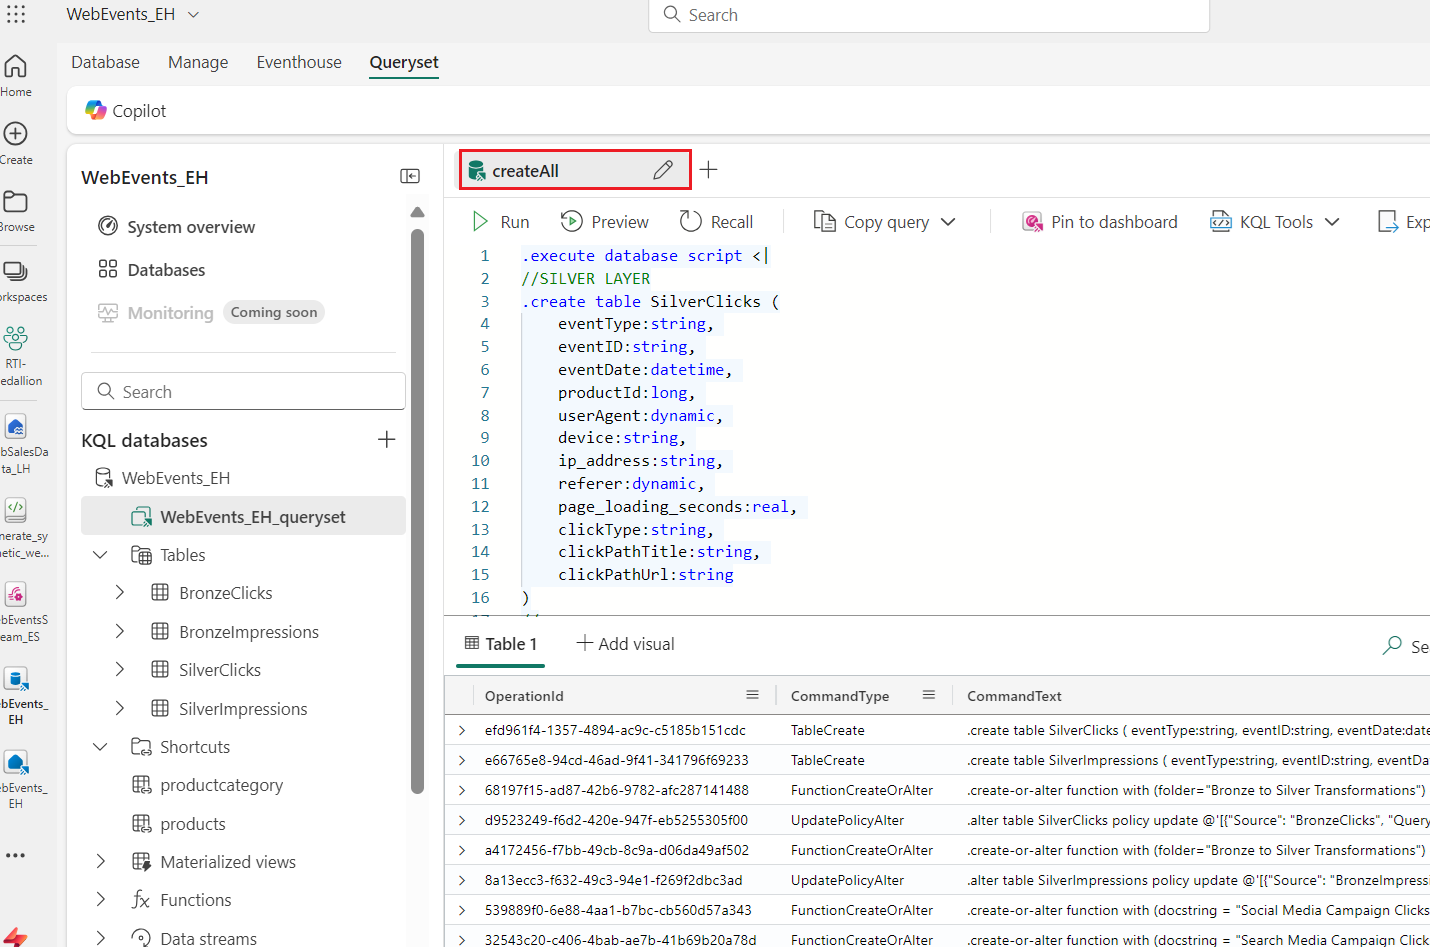 WebEvents_EH
Search
Database Manage Eventhouse Queryset
Copilot
Home
Create
Browse
orkspaces
RTI-
edallion
bSalesDa
ta_LH
nerate_sy
netic_we...
bEventsS
eam_ES
bEvents_
EH
bEvents_
EH
WebEvents_EH
System overview
Databases
Monitoring Coming soon
Search
KQL databases
WebEvents_EH
WebEvents_EH_queryset
Tables
BronzeClicks
BronzeImpressions
SilverClicks
SilverImpressions
Shortcuts
productcategory
products
Materialized views
Functions
Data streams
createAll
Run Preview Recall Copy query Pin to dashboard KQL Tools Exp
1 .execute database script <|
2 //SILVER LAYER
3 .create table SilverClicks (
4 eventType:string,
5 eventID:string,
6 eventDate:datetime,
7 productId:long,
8 userAgent:dynamic,
9 device:string,
10 ip_address:string,
11 referer:dynamic,
12 page_loading_seconds:real,
13 clickType:string,
14 clickPathTitle:string,
15 clickPathUrl:string
16 )
Table 1 Add visual Sea
OperationId CommandType CommandText
efd961f4-1357-4894-ac9c-c5185b151cdc TableCreate .create table SilverClicks ( eventType:string, eventID:string, eventDate:date
e66765e8-94cd-46ad-9f41-341796f69233 TableCreate .create table SilverImpressions ( eventType:string, eventID:string, eventDa
68197f15-ad87-42b6-9782-afc287141488 FunctionCreateOrAlter .create-or-alter function with (folder="Bronze to Silver Transformations")
d9523249-f6d2-420e-947f-eb5255305f00 UpdatePolicyAlter .alter table SilverClicks policy update @'[{"Source": "BronzeClicks", "Query
a4172456-f7bb-49cb-8c9a-d06da49af502 FunctionCreateOrAlter .create-or-alter function with (folder="Bronze to Silver Transformations")
8a13ecc3-f632-49c3-94e1-f269f2dbc3ad UpdatePolicyAlter .alter table SilverImpressions policy update @'[{"Source": "BronzeImpressi
539889f0-6e88-4aa1-b7bc-cb560d57a343 FunctionCreateOrAlter .create-or-alter function with (docstring = "Social Media Campaign Clicks
32543c20-c406-4bab-ae7b-41b69b20a78d FunctionCreateOrAlter .create-or-alter function with (docstring = "Search Media Campaign Click